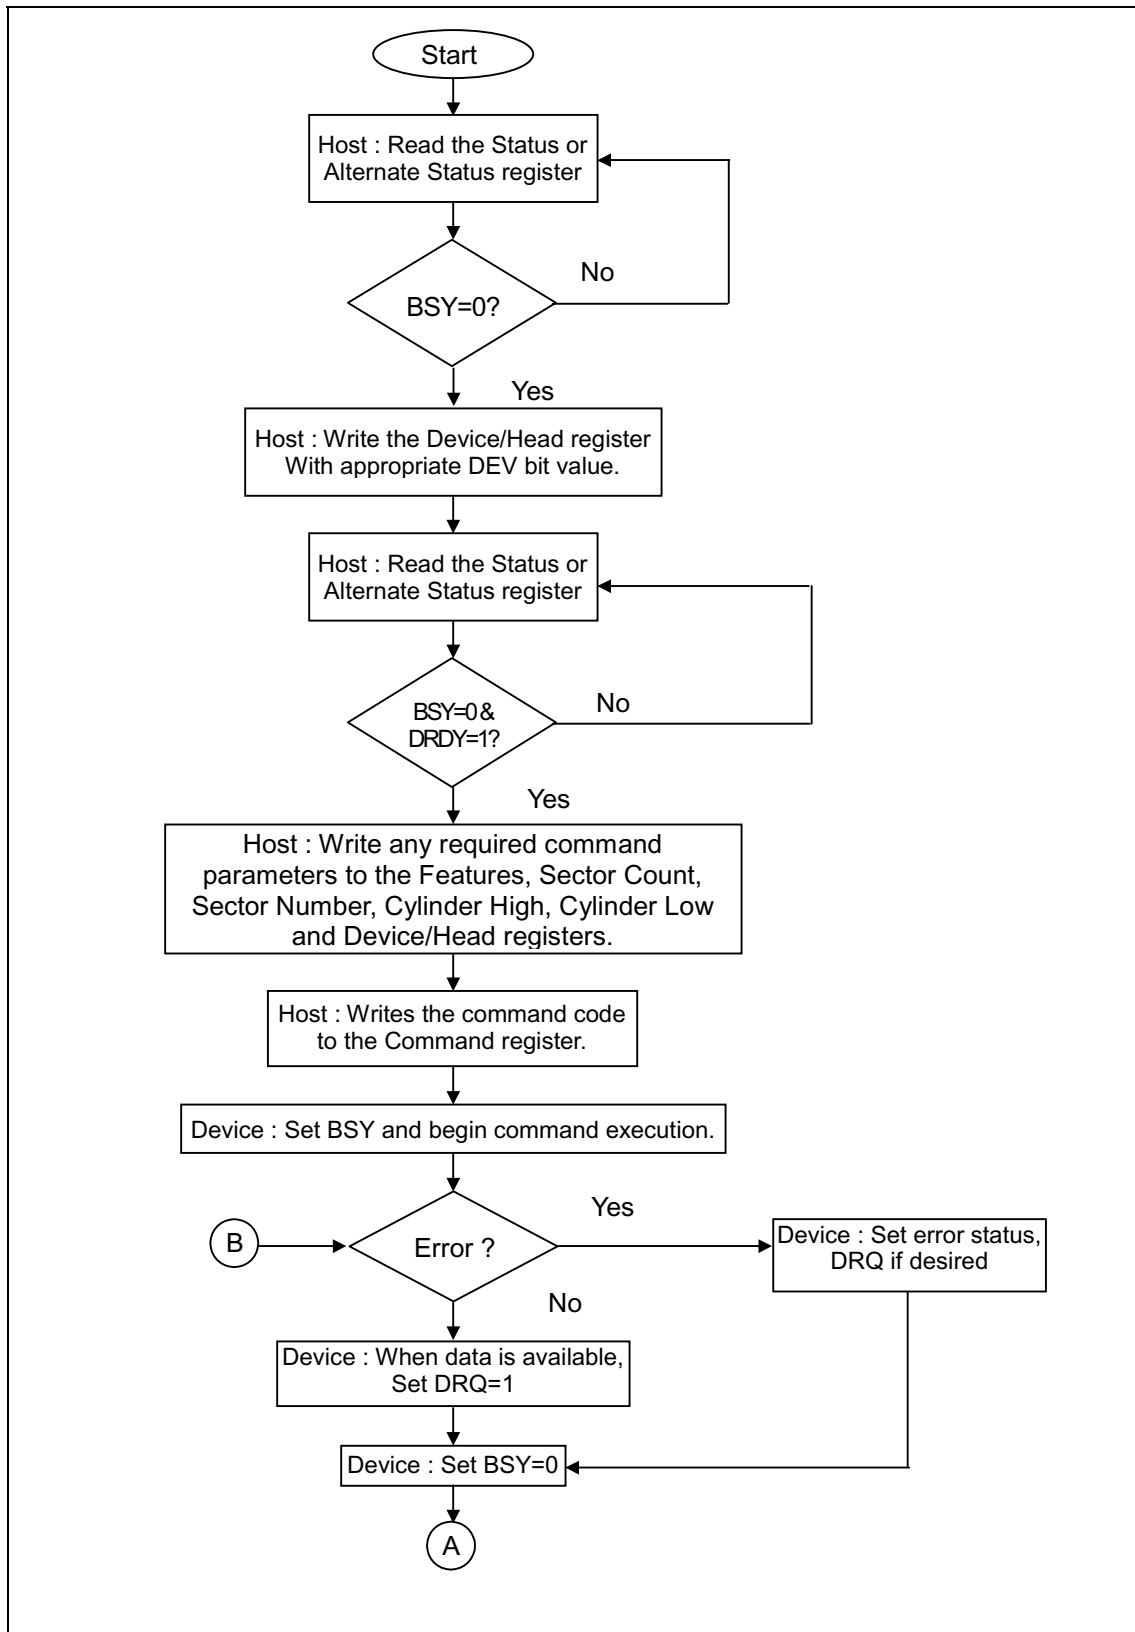 Start
Host : Read the Status or
Alternate Status register
No
BSY=0?
Yes
Host : Write the Device/Head register
With appropriate DEV bit value.
Host : Read the Status or
Alternate Status register
No
BSY=0 &
DRDY=1?
Yes
Host : Write any required command
parameters to the Features, Sector Count,
Sector Number, Cylinder High, Cylinder Low
and Device/Head registers.
Host : Writes the command code
to the Command register.
Device : Set BSY and begin command execution.
Yes
B
Error ?
Device : Set error status,
DRQ if desired
No
Device : When data is available,
Set DRQ=1
Device : Set BSY=0
A